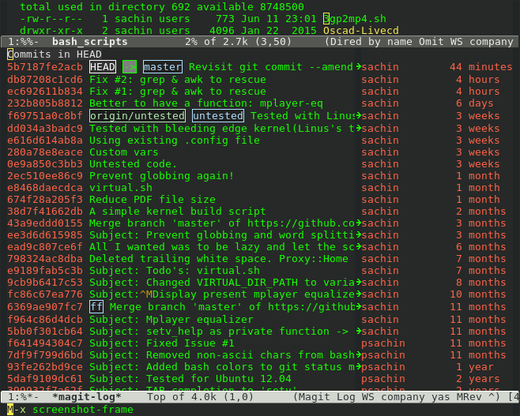 total used in directory 692 available 8748500
-rw-r--r-- 1 sachin users 773 Jun 11 23:01 3gp2mp4.sh
drwxr-xr-x 2 sachin users 4096 Jan 22 2015 Oscad-Livecd
1:%%- bash_scripts 2% of 2.7k (3,50) (Dired by name Omit WS company
Commits in HEAD
5b7187fe2acb HEAD -> master Revisit git commit --amend sachin 44 minutes
db87208c1cd6 Fix #2: grep & awk to rescue sachin 4 hours
ec692611b834 Fix #1: grep & awk to rescue sachin 4 hours
232b805b8812 Better to have a function: mplayer-eq sachin 6 days
f69751a0c8bf origin/untested untested Tested with Linus sachin 3 weeks
dd034a3badc9 Tested with bleeding edge kernel(Linus's t sachin 3 weeks
e616d614ab8a Using existing .config file sachin 3 weeks
280a78e8eace Custom vars sachin 3 weeks
0e9a850c3bb3 Untested code. sachin 3 weeks
2ec510ee86c9 Prevent globbing again! sachin 1 month
e8468daecdca virtual.sh sachin 1 month
674f28a205f3 Reduce PDF file size sachin 1 month
38d7f41662db A simple kernel build script sachin 2 months
43a9eddd0155 Merge branch 'master' of https://github.co sachin 3 months
ee3d6d615985 Subject: Prevent globbing and word splitti sachin 3 months
ead9c807ce6f All I wanted was to be lazy and let the sc sachin 6 months
798324ac8dba Deleted trailing white space. Proxy::Home sachin 7 months
e9189fab5c3b Subject: Todo's: virtual.sh sachin 7 months
9cb9b6417c53 Subject: Changed VIRTUAL_DIR_PATH to varia sachin 8 months
fc86c67ea776 Subject:^MDisplay present mplayer equalize sachin 10 months
6369ae907fc7 ff Merge branch 'master' of https://github sachin 11 months
f964c86d4dcb Subject: Mplayer equalizer sachin 11 months
5bb0f301cb64 Subject: setv_help as private function -> sachin 11 months
f641494304c7 Subject: Fixed Issue #1 psachin 11 months
7df9f799d6bd Subject: Removed non-ascii chars from bash psachin 11 months
93fe262bd9ce Subject: Added bash colors to git status m psachin 1 year
5daf9109dc61 Subject: Tested for Ubuntu 12.04 psachin 2 years
Subject: TAB completion to 'setv' psachin 2 years
1:%*- *magit-log* Top of 4.0k (1,0) (Magit Log WS company yas MRev ^) [4
M-x screenshot-frame